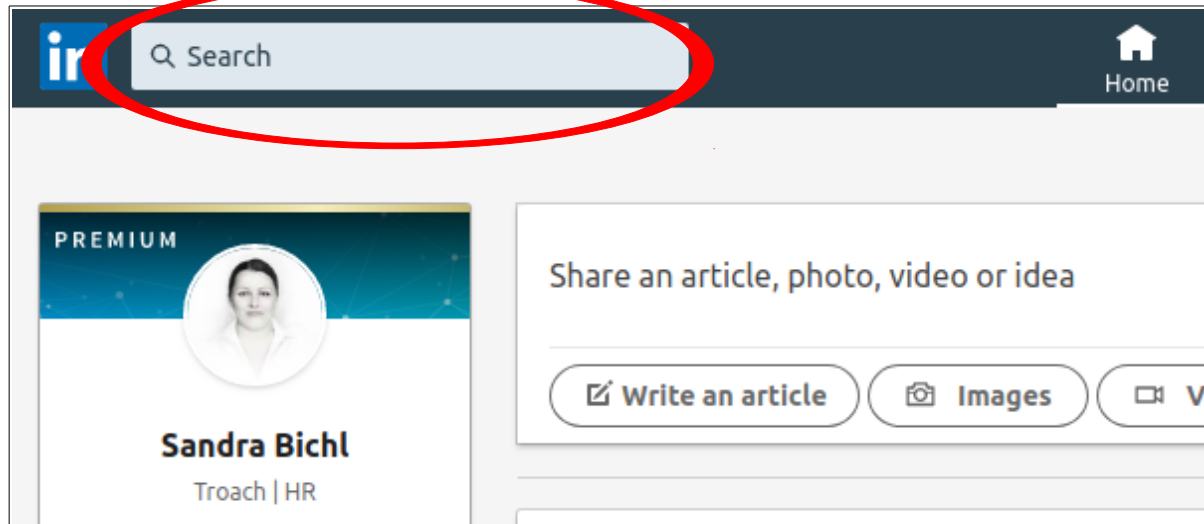 in
Search
Home
PREMIUM
Share an article, photo, video or idea
Write an article
Images
V
Sandra Bichl
Troach | HR